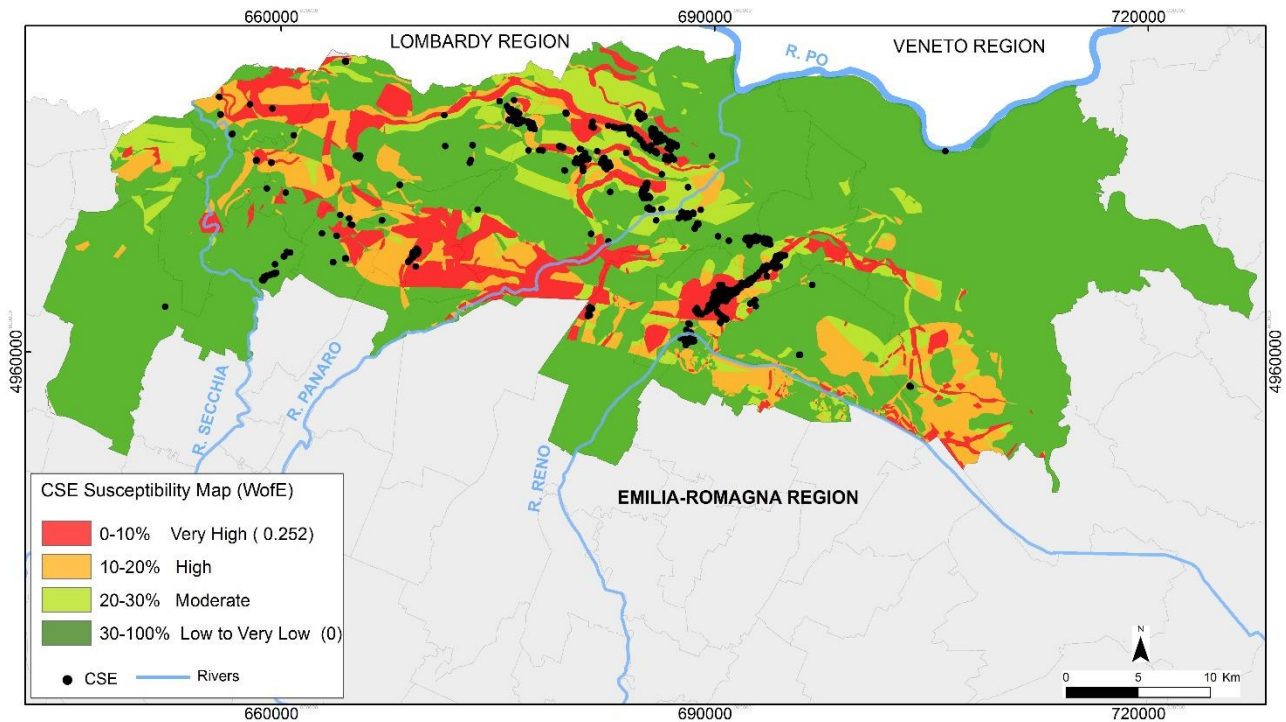 660000
690000
720000
LOMBARDY REGION
VENETO REGION
R. PO
4960000
4960000
R. SECCHIA
R. PANARO
R. RENO
EMILIA-ROMAGNA REGION
CSE Susceptibility Map (WofE)
0-10% Very High ( 0.252)
10-20% High
20-30% Moderate
30-100% Low to Very Low (0)
CSE
Rivers
N
0 5 10 Km
660000
690000
720000